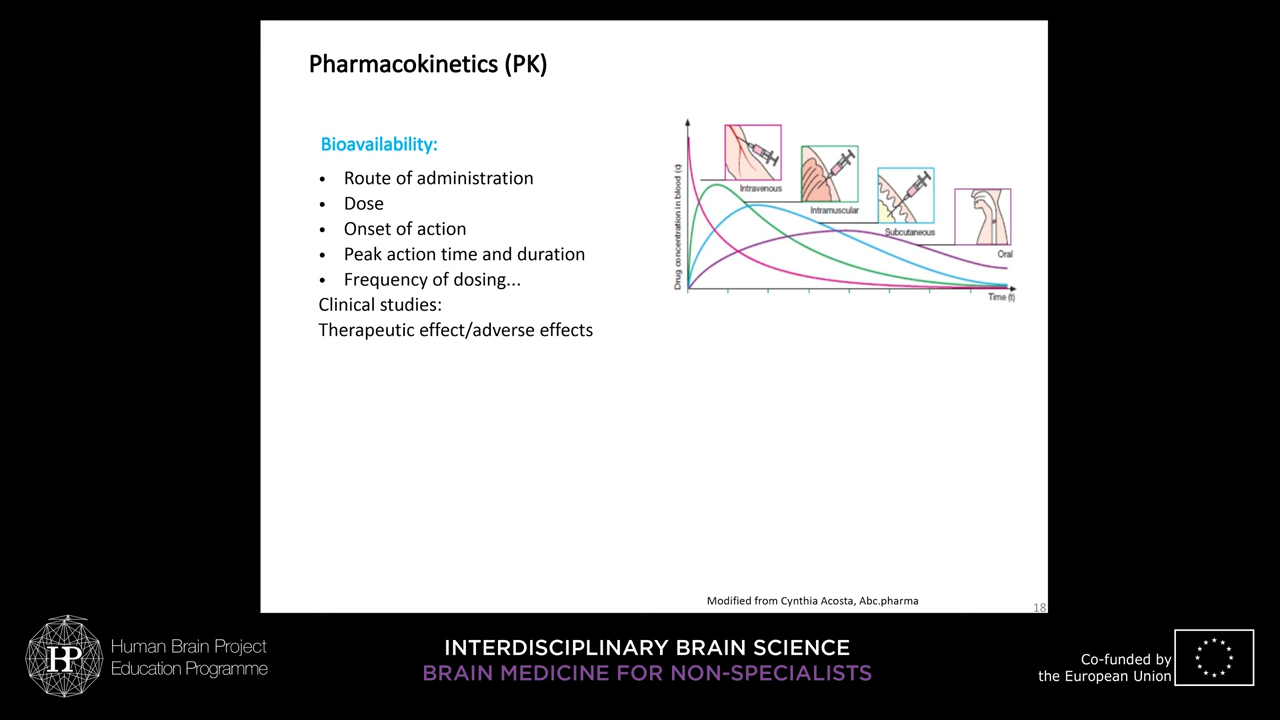 Pharmacokinetics (PK)
Bioavailability:
• Route of administration
• Dose
• Onset of action
• Peak action time and duration
• Frequency of dosing...
Clinical studies:
Therapeutic effect/adverse effects
Drug concentration in blood (c)
Intravenous
Intramuscular
Subcutaneous
Oral
Time (t)
Modified from Cynthia Acosta, Abc.pharma
18
HBP
Human Brain Project
Education Programme
INTERDISCIPLINARY BRAIN SCIENCE
BRAIN MEDICINE FOR NON-SPECIALISTS
Co-funded by
the European Union